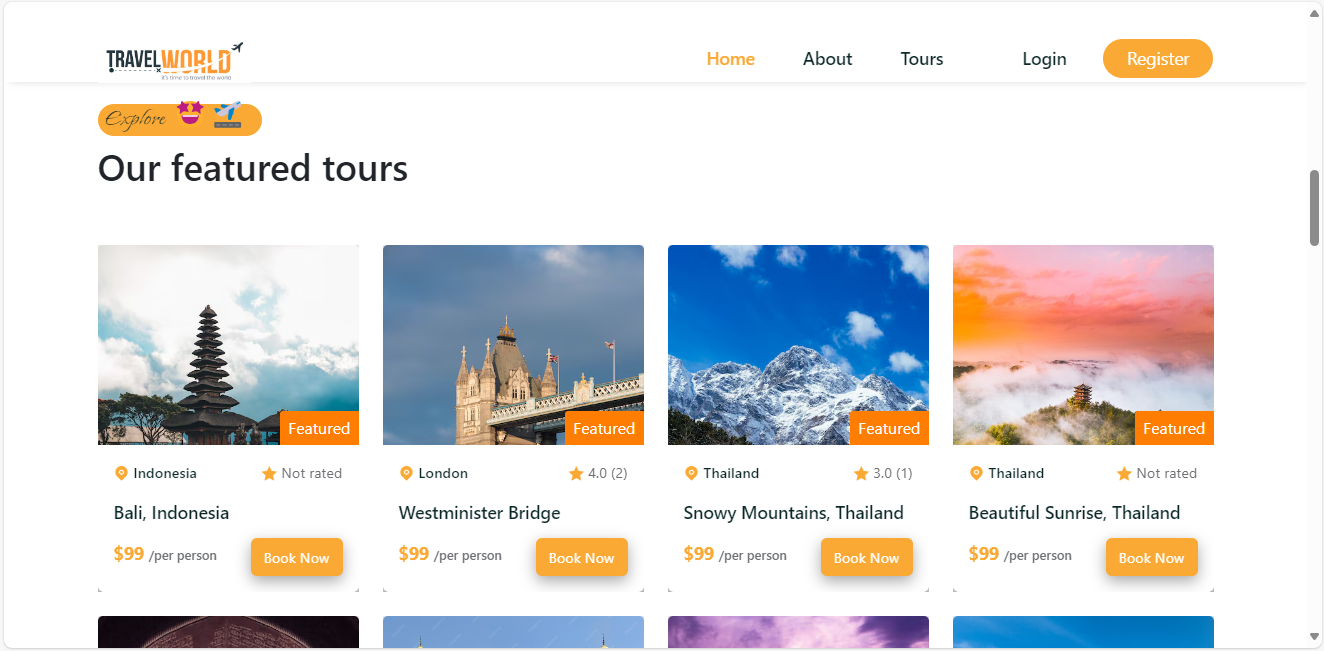 TRAVELWORLD
it's time to travel the world
Home About Tours Login Register
Explore
Our featured tours
Featured Featured Featured Featured
Indonesia Not rated London 4.0 (2) Thailand 3.0 (1) Thailand Not rated
Bali, Indonesia Westminister Bridge Snowy Mountains, Thailand Beautiful Sunrise, Thailand
$99 /per person Book Now $99 /per person Book Now $99 /per person Book Now $99 /per person Book Now